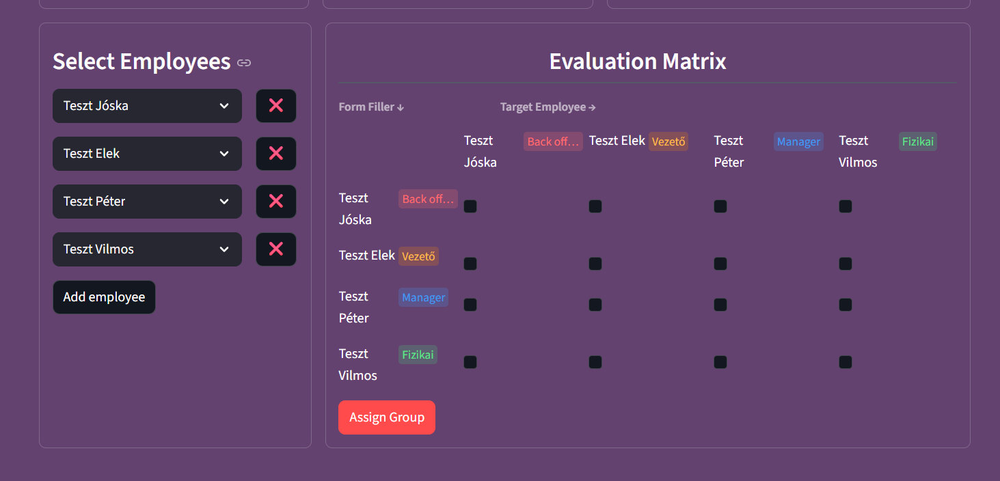 Select Employees
Teszt Jóska
Teszt Elek
Teszt Péter
Teszt Vilmos
Add employee
Evaluation Matrix
Form Filler ↓ Target Employee →
Teszt Jóska Back off… Teszt Elek Vezető Teszt Péter Manager Teszt Vilmos Fizikai
Teszt Jóska Back off…
Teszt Elek Vezető
Teszt Péter Manager
Teszt Vilmos Fizikai
Assign Group